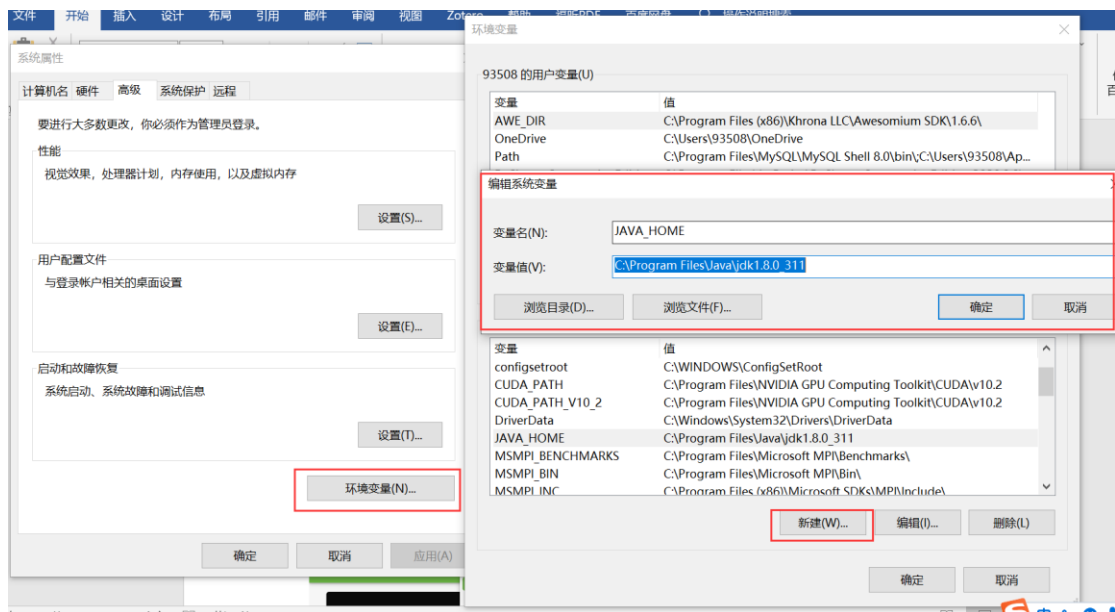 文件 开始 插入 设计 布局 引用 邮件 审阅 视图
系统属性
计算机名 硬件 高级 系统保护 远程
要进行大多数更改，你必须作为管理员登录。
性能
视觉效果，处理器计划，内存使用，以及虚拟内存
设置(S)...
用户配置文件
与登录帐户相关的桌面设置
设置(E)...
启动和故障恢复
系统启动、系统故障和调试信息
设置(T)...
环境变量(N)...
确定 取消 应用(A)
环境变量
93508 的用户变量(U)
变量 值
AWE_DIR C:\Program Files (x86)\Khrona LLC\Awesomium SDK\1.6.6\
OneDrive C:\Users\93508\OneDrive
Path C:\Program Files\MySQL\MySQL Shell 8.0\bin\;C:\Users\93508\Ap...
编辑系统变量
变量名(N): JAVA_HOME
变量值(V): C:\Program Files\Java\jdk1.8.0_311
浏览目录(D)... 浏览文件(F)... 确定 取消
变量 值
configsetroot C:\WINDOWS\ConfigSetRoot
CUDA_PATH C:\Program Files\NVIDIA GPU Computing Toolkit\CUDA\v10.2
CUDA_PATH_V10_2 C:\Program Files\NVIDIA GPU Computing Toolkit\CUDA\v10.2
DriverData C:\Windows\System32\Drivers\DriverData
JAVA_HOME C:\Program Files\Java\jdk1.8.0_311
MSMPI_BENCHMARKS C:\Program Files\Microsoft MPI\Benchmarks\
MSMPI_BIN C:\Program Files\Microsoft MPI\Bin\
MSMPI_INC C:\Program Files (x86)\Microsoft SDKs\MPI\Include\
新建(W)... 编辑(I)... 删除(L)
确定 取消